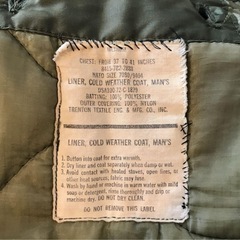 CHEST: FROM 37 TO 41 INCHES
8415-782-2888
NATO SIZE: 7080/9404
LINER, COLD WEATHER COAT, MAN'S
DSA100-72-C-1829
BATTING: 100% POLYESTER
OUTER COVERING: 100% NYLON
TRENTON TEXTILE ENG & MFG. CO., INC.
LINER, COLD WEATHER COAT, MAN'S
1. Button into coat for extra warmth.
2. Dry liner and coat separately when damp or wet.
3. Avoid contact with heated stoves, open fires, or
other heat sources, fabric may fuse.
4. Wash by hand or machine in warm water with mild
soap or detergent, rinse thoroughly and drip or
machine dry. DO NOT DRY CLEAN.
DO NOT REMOVE THIS LABEL